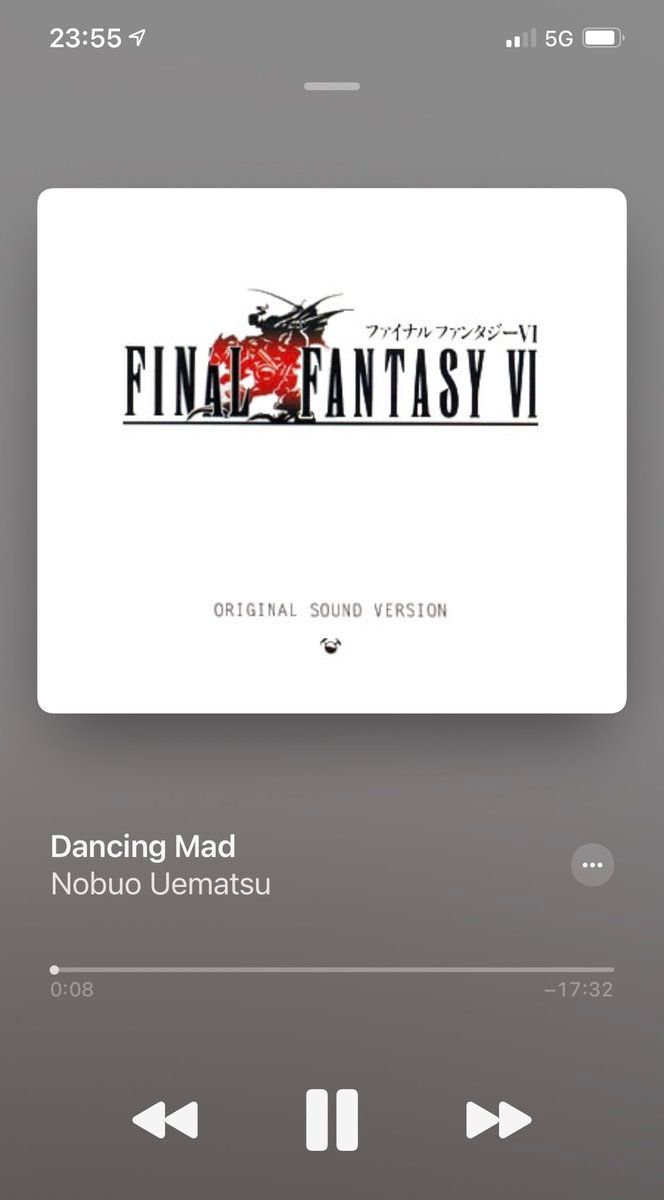 23:55
5G
ファイナルファンタジーVI
FINAL FANTASY VI
ORIGINAL SOUND VERSION
Dancing Mad
Nobuo Uematsu
0:08
−17:32